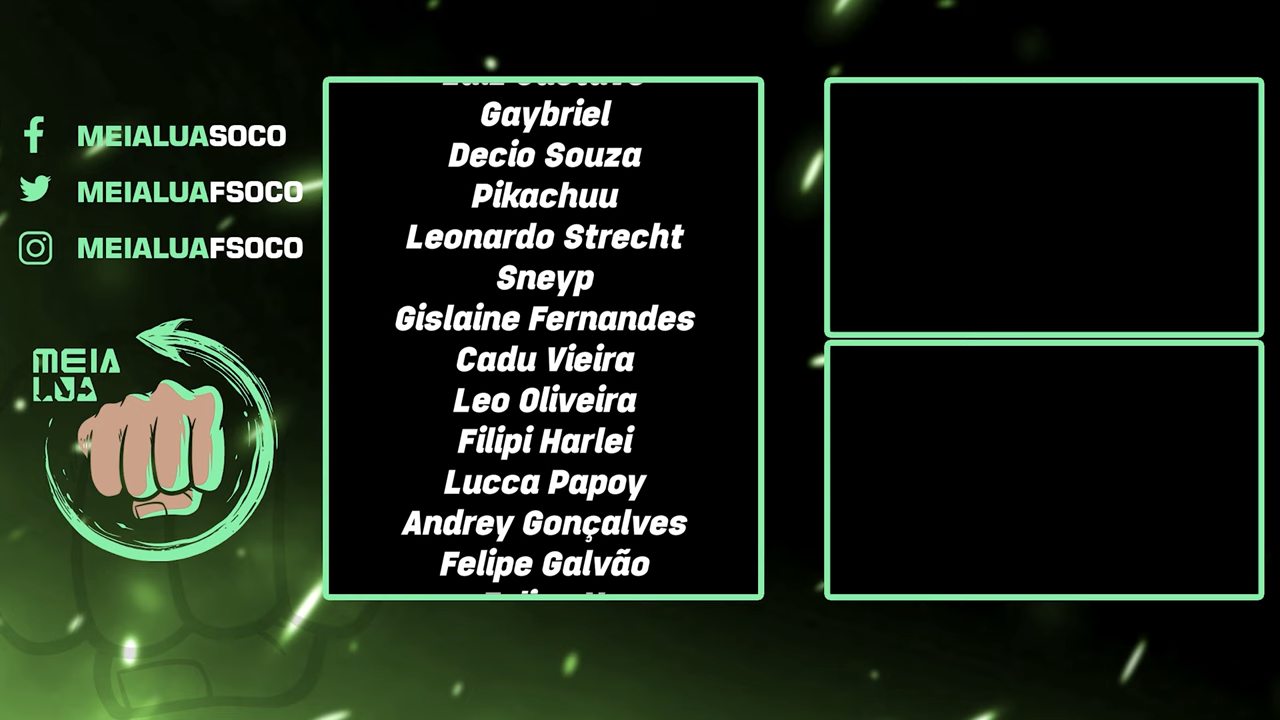 MEIALUASOCO
MEIALUAFSOCO
MEIALUAFSOCO
MEIA
LUA
Gaybriel
Decio Souza
Pikachuu
Leonardo Strecht
Sneyp
Gislaine Fernandes
Cadu Vieira
Leo Oliveira
Filipi Harlei
Lucca Papoy
Andrey Gonçalves
Felipe Galvão